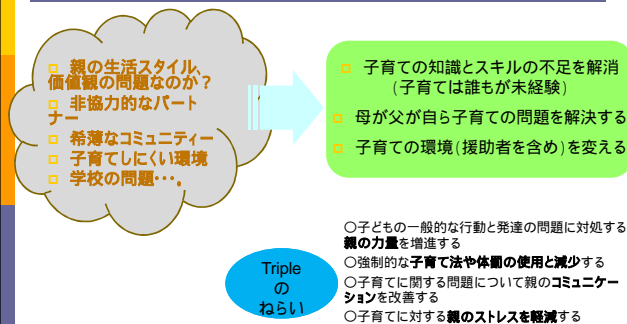 □ 親の生活スタイル、
価値観の問題なのか？
□ 非協力的なパート
ナー
□ 希薄なコミュニティー
□ 子育てしにくい環境
□ 学校の問題･･･。
□ 子育ての知識とスキルの不足を解消
(子育ては誰もが未経験)
□ 母が父が自ら子育ての問題を解決する
□ 子育ての環境(援助者を含め)を変える
Triple
の
ねらい
〇子どもの一般的な行動と発達の問題に対処する
親の力量を増進する
〇強制的な子育て法や体罰の使用と減少する
〇子育てに関する問題について親のコミュニケー
ションを改善する
〇子育てに対する親のストレスを軽減する